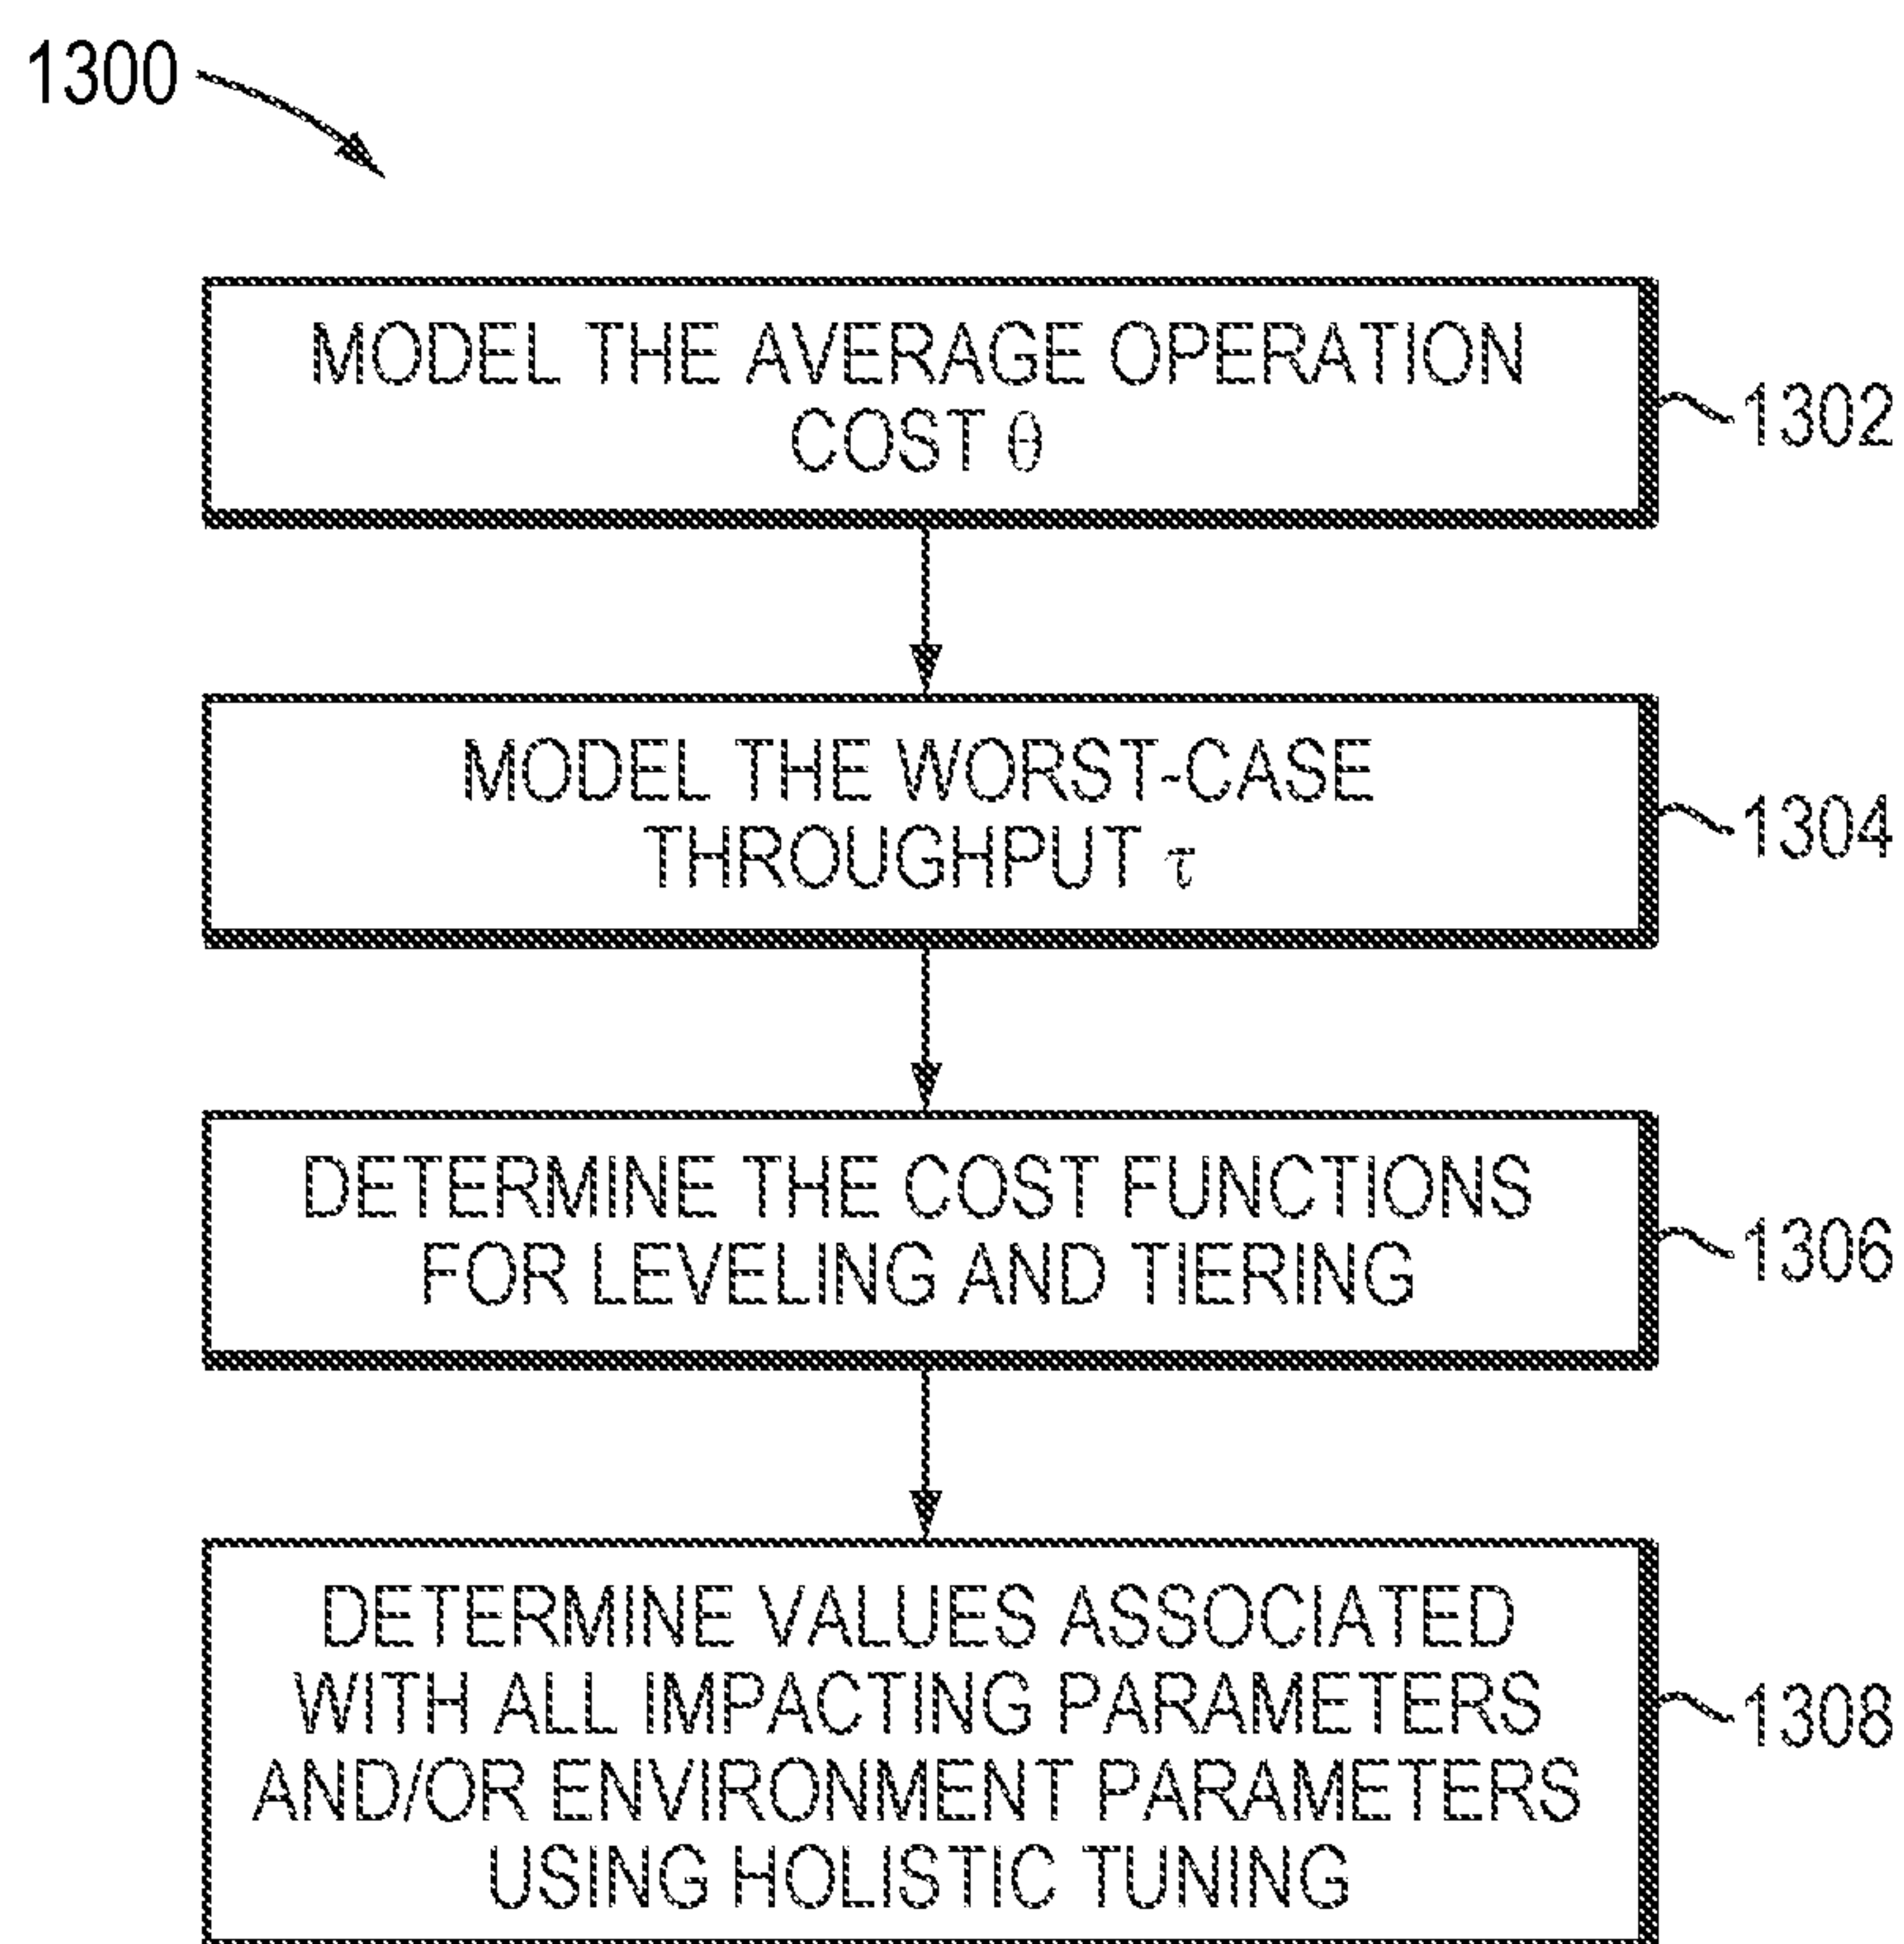 1300
MODEL THE AVERAGE OPERATION
COST θ
1302
MODEL THE WORST-CASE
THROUGHPUT τ
1304
DETERMINE THE COST FUNCTIONS
FOR LEVELING AND TIERING
1306
DETERMINE VALUES ASSOCIATED
WITH ALL IMPACTING PARAMETERS
AND/OR ENVIRONMENT PARAMETERS
USING HOLISTIC TUNING
1308